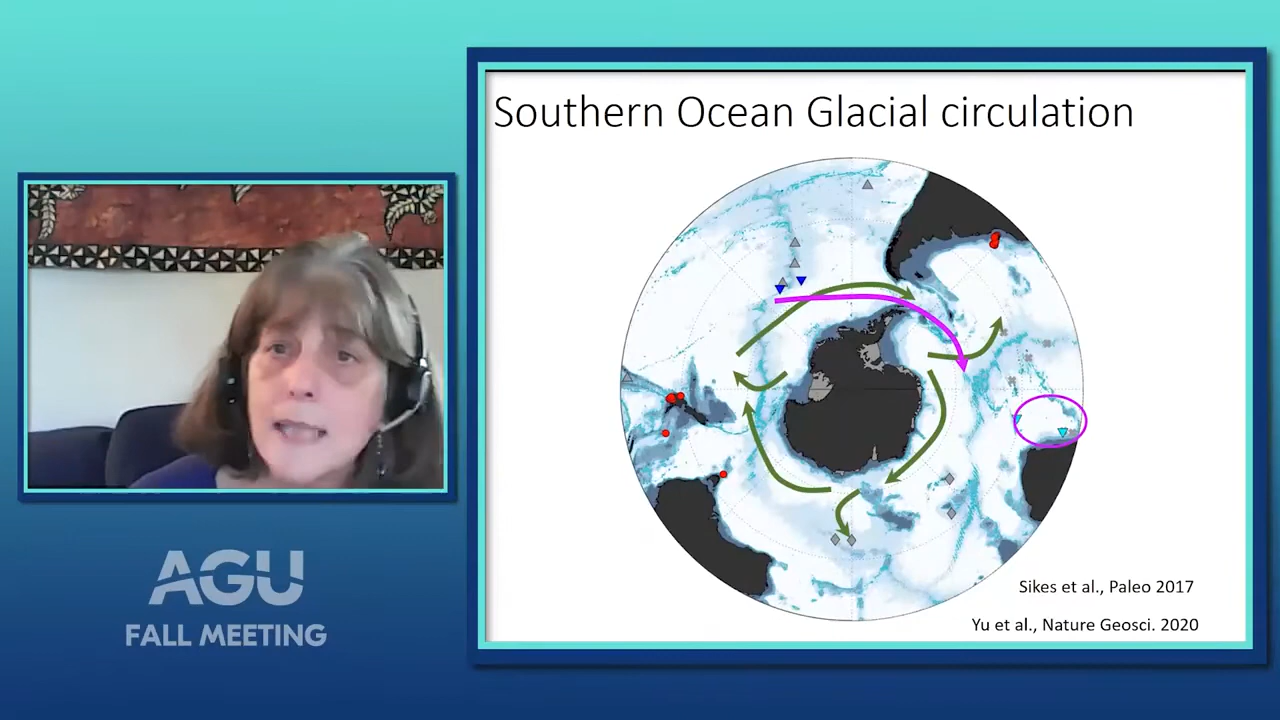 Southern Ocean Glacial circulation
Sikes et al., Paleo 2017
Yu et al., Nature Geosci. 2020
AGU
FALL MEETING